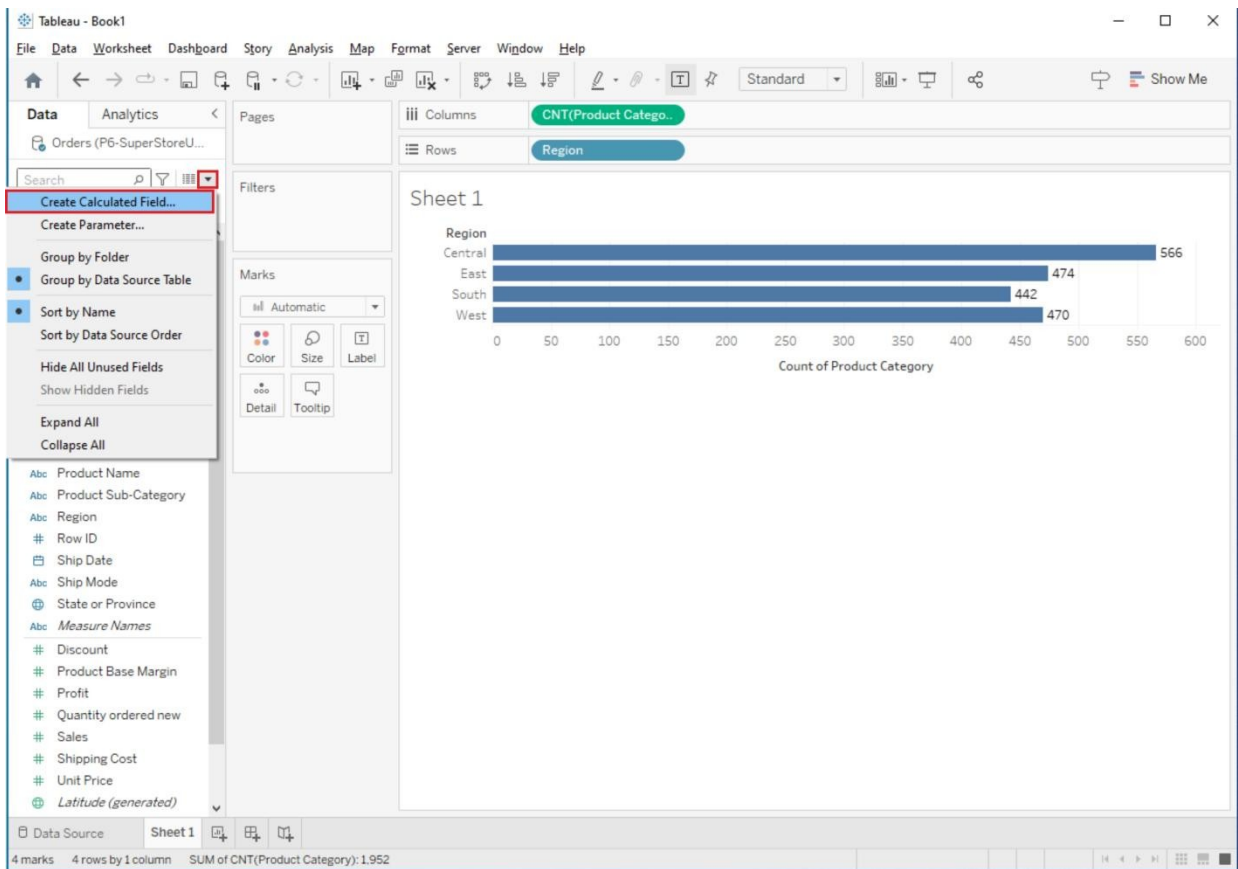 Tableau - Book1
File Data Worksheet Dashboard Story Analysis Map Format Server Window Help
Standard
Show Me
Data Analytics
Orders (P6-SuperStoreU...
Search
Create Calculated Field...
Create Parameter...
Group by Folder
Group by Data Source Table
Sort by Name
Sort by Data Source Order
Hide All Unused Fields
Show Hidden Fields
Expand All
Collapse All
Abc Product Name
Abc Product Sub-Category
Abc Region
# Row ID
Ship Date
Abc Ship Mode
State or Province
Abc Measure Names
# Discount
# Product Base Margin
# Profit
# Quantity ordered new
# Sales
# Shipping Cost
# Unit Price
Latitude (generated)
Pages
Filters
Marks
Automatic
Color Size Label
Detail Tooltip
Columns CNT(Product Catego..
Rows Region
Sheet 1
Region
Central 566
East 474
South 442
West 470
0 50 100 150 200 250 300 350 400 450 500 550 600
Count of Product Category
Data Source Sheet 1
4 marks 4 rows by 1 column SUM of CNT(Product Category): 1,952